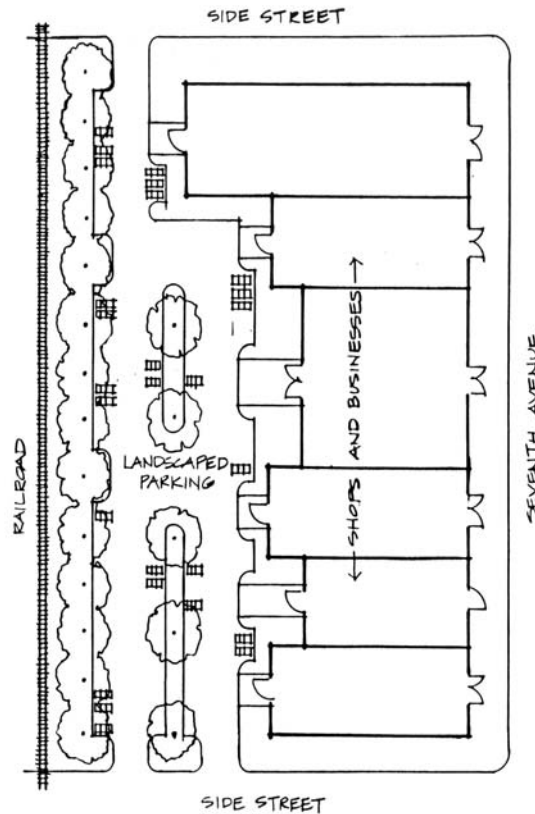 SIDE STREET
SHOPS AND BUSINESSES
SEVENTH AVENUE
LANDSCAPED
PARKING
RAILROAD
SIDE STREET